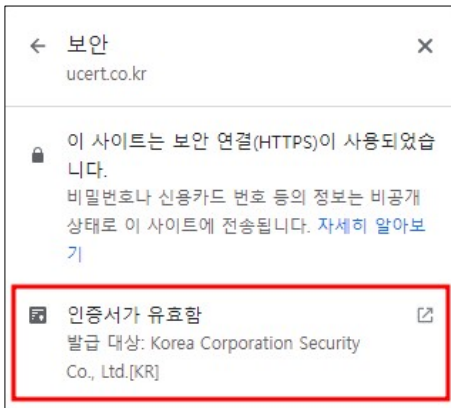 보안
ucert.co.kr
이 사이트는 보안 연결(HTTPS)이 사용되었습
니다.
비밀번호나 신용카드 번호 등의 정보는 비공개
상태로 이 사이트에 전송됩니다. 자세히 알아보
기
인증서가 유효함
발급 대상: Korea Corporation Security
Co., Ltd.[KR]